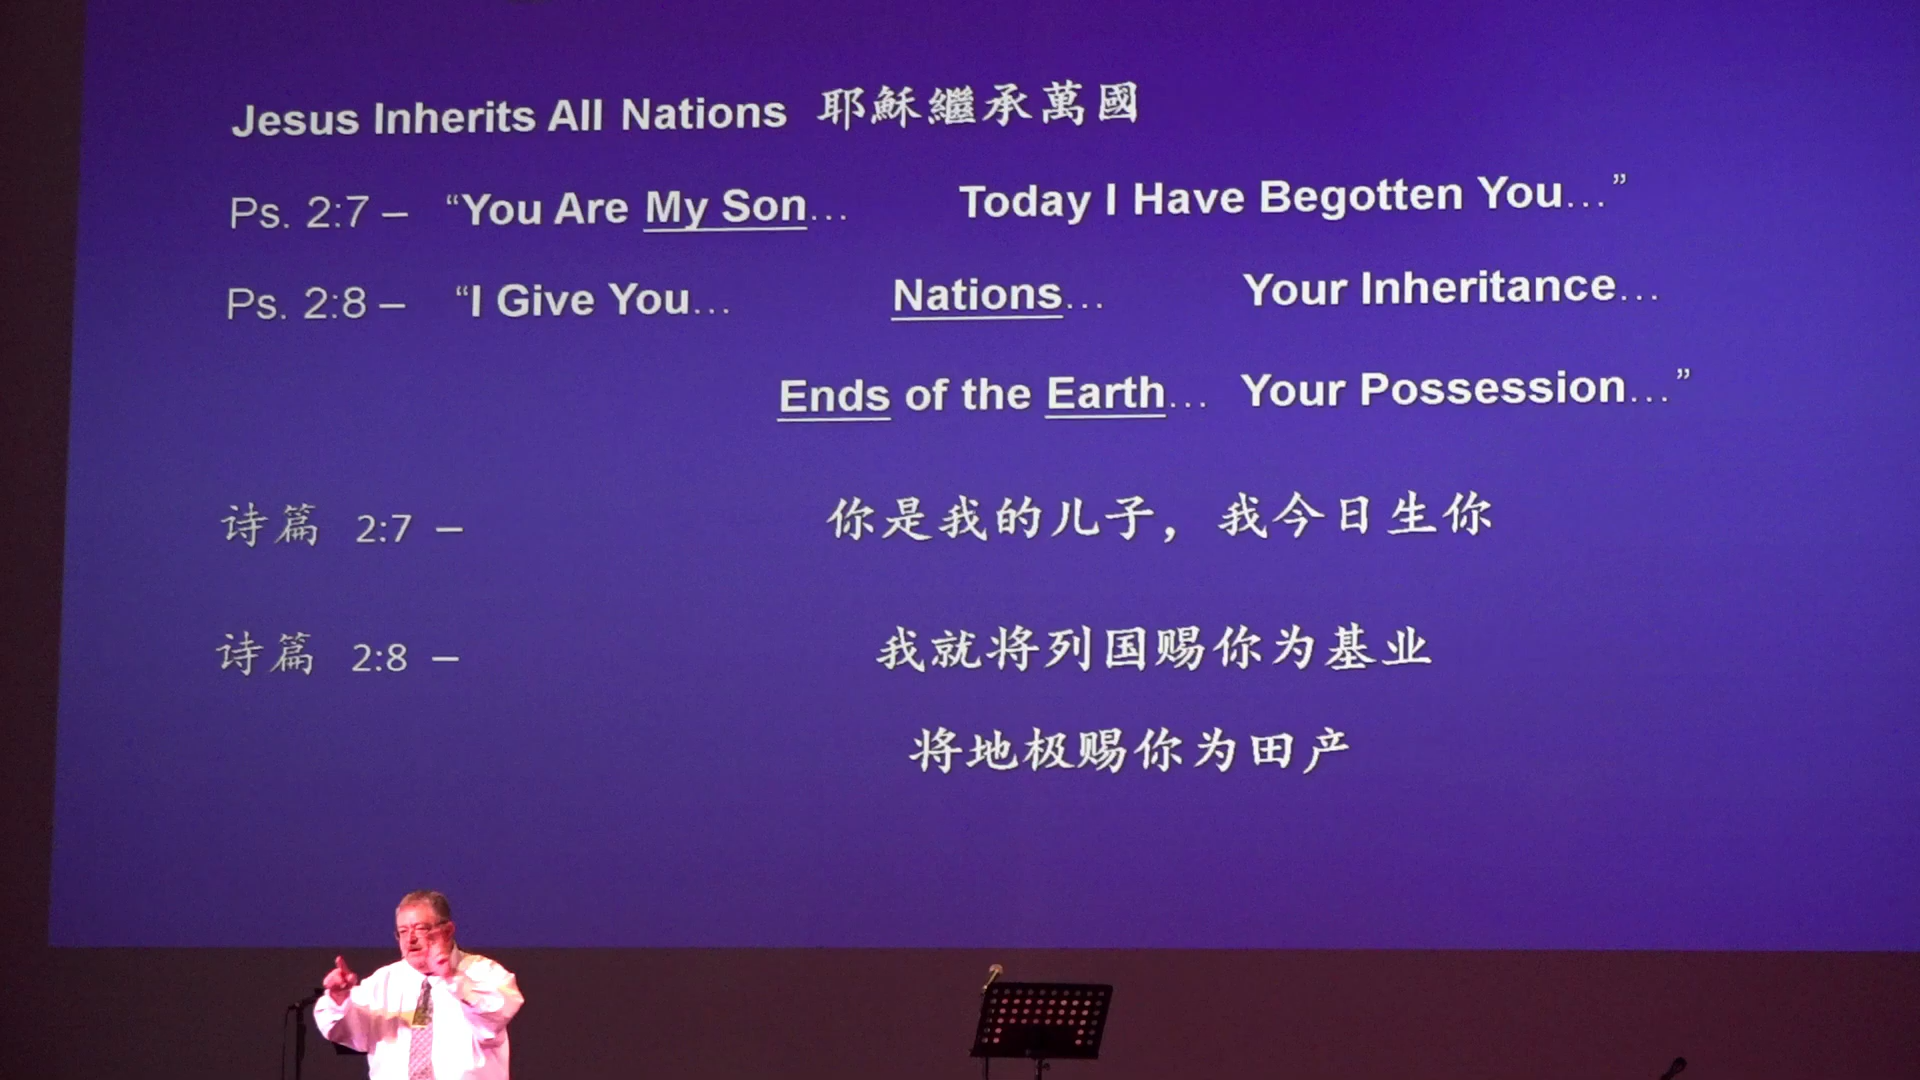 Jesus Inherits All Nations 耶穌繼承萬國
Ps. 2:7 – “You Are My Son… Today I Have Begotten You…”
Ps. 2:8 – “I Give You… Nations… Your Inheritance…
Ends of the Earth… Your Possession…”
诗篇 2:7 – 你是我的儿子，我今日生你
诗篇 2:8 – 我就将列国赐你为基业
将地极赐你为田产